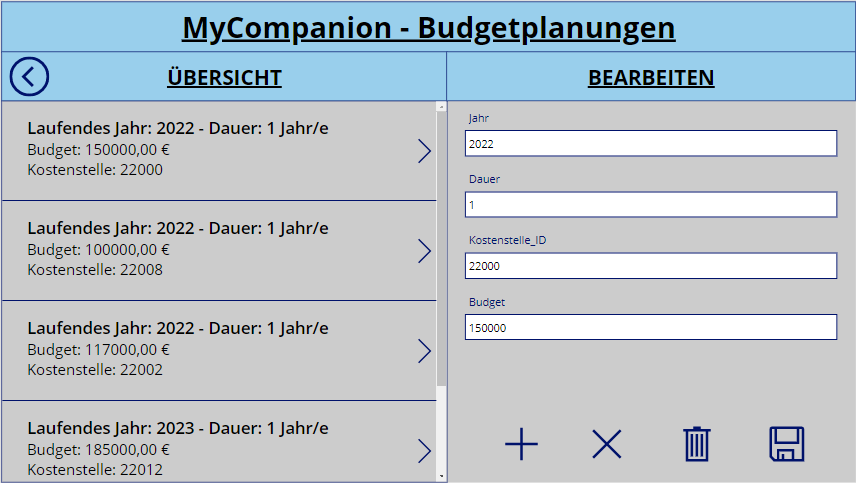 MyCompanion - Budgetplanungen
ÜBERSICHT
BEARBEITEN
Laufendes Jahr: 2022 - Dauer: 1 Jahr/e
Budget: 150000,00 €
Kostenstelle: 22000
Laufendes Jahr: 2022 - Dauer: 1 Jahr/e
Budget: 100000,00 €
Kostenstelle: 22008
Laufendes Jahr: 2022 - Dauer: 1 Jahr/e
Budget: 117000,00 €
Kostenstelle: 22002
Laufendes Jahr: 2023 - Dauer: 1 Jahr/e
Budget: 185000,00 €
Kostenstelle: 22012
Jahr
2022
Dauer
1
Kostenstelle_ID
22000
Budget
150000